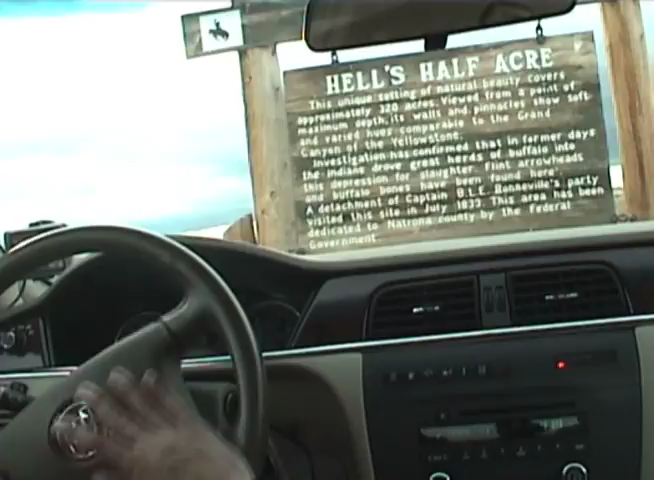 HELL'S HALF ACRE
This unique setting of natural beauty covers
approximately 320 acres. Viewed from a point of
maximum depth, its walls and pinnacles show soft
and varied hues comparable to the Grand
Canyon of the Yellowstone.
Investigation has confirmed that in former days
the Indians drove great herds of buffalo into
this depression for slaughter. Flint arrowheads
and buffalo bones have been found here.
A detachment of Captain B.L.E. Bonneville's party
visited this site in July 1833. This area has been
dedicated to Natrona county by the Federal
Government.